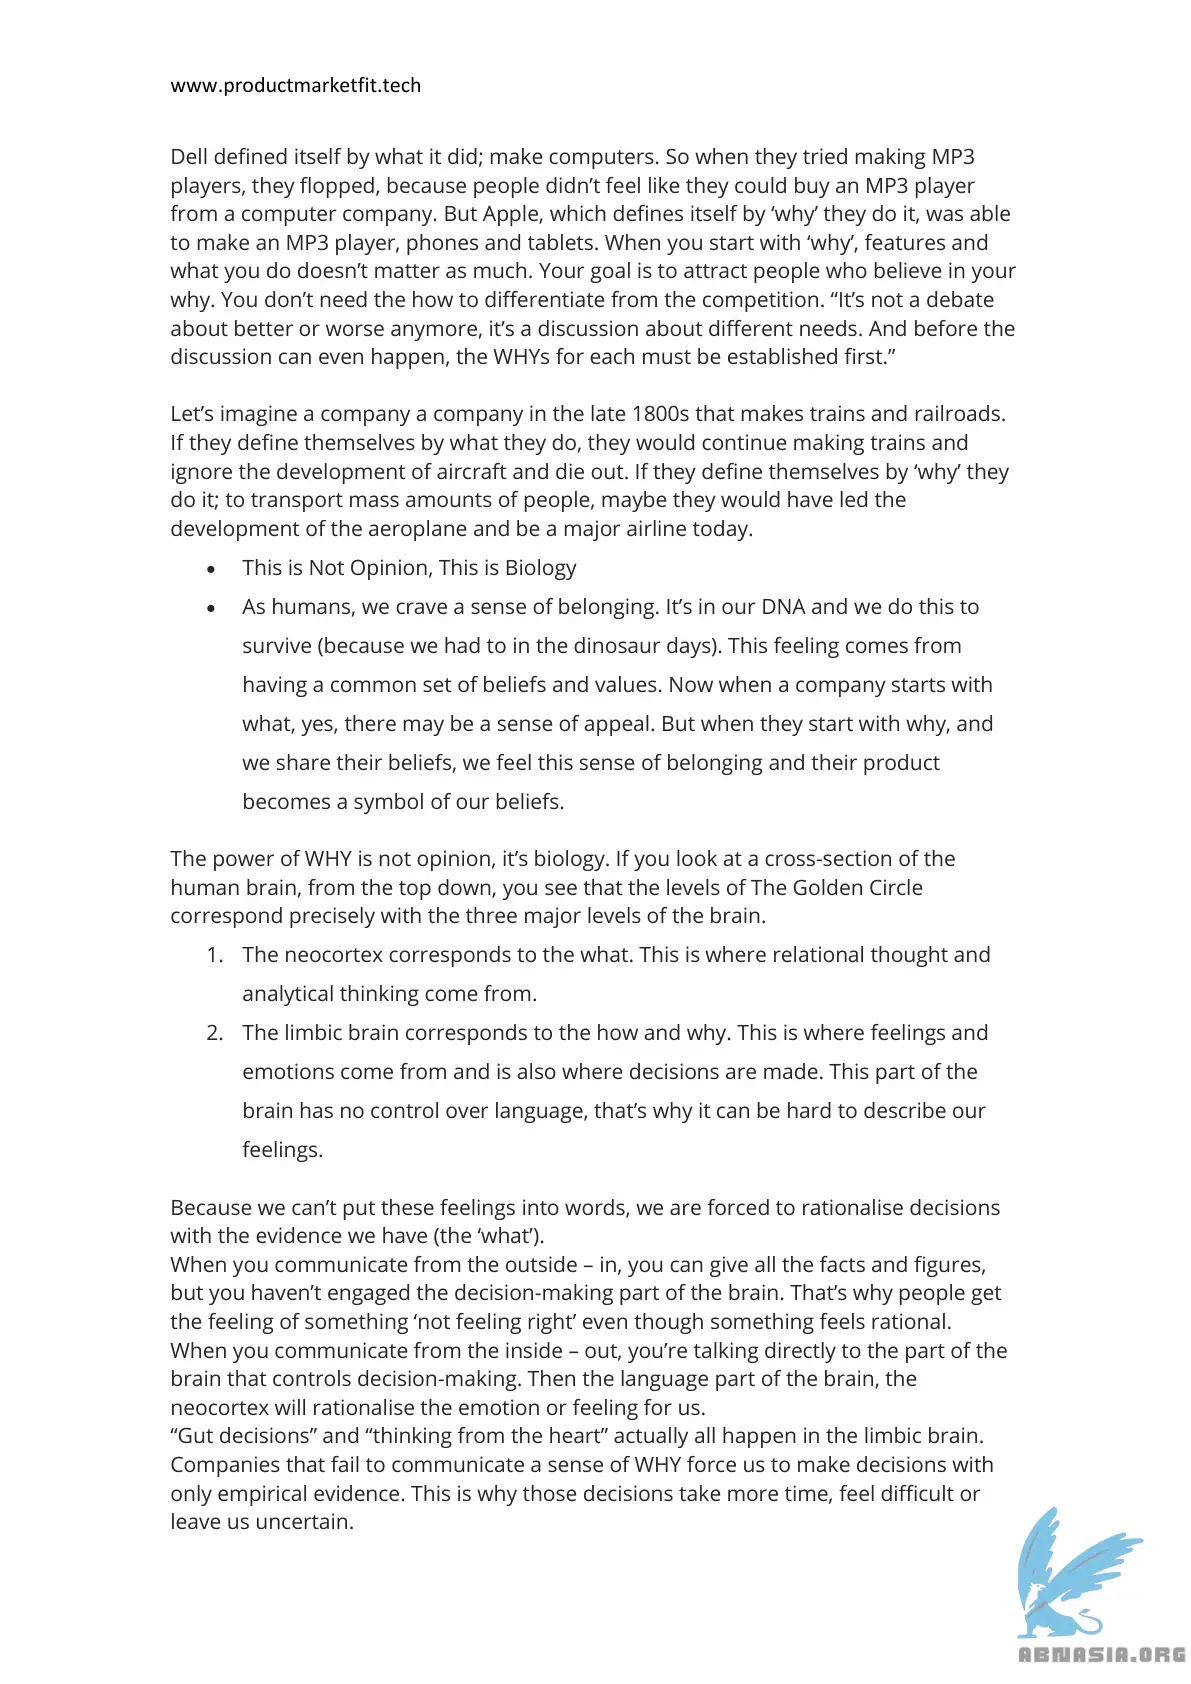 www.productmarketfit.tech
Dell defined itself by what it did; make computers. So when they tried making MP3
players, they flopped, because people didn’t feel like they could buy an MP3 player
from a computer company. But Apple, which defines itself by ‘why’ they do it, was able
to make an MP3 player, phones and tablets. When you start with ‘why’, features and
what you do doesn’t matter as much. Your goal is to attract people who believe in your
why. You don’t need the how to differentiate from the competition. “It’s not a debate
about better or worse anymore, it’s a discussion about different needs. And before the
discussion can even happen, the WHYs for each must be established first.”
Let’s imagine a company a company in the late 1800s that makes trains and railroads.
If they define themselves by what they do, they would continue making trains and
ignore the development of aircraft and die out. If they define themselves by ‘why’ they
do it; to transport mass amounts of people, maybe they would have led the
development of the aeroplane and be a major airline today.
• This is Not Opinion, This is Biology
• As humans, we crave a sense of belonging. It’s in our DNA and we do this to
survive (because we had to in the dinosaur days). This feeling comes from
having a common set of beliefs and values. Now when a company starts with
what, yes, there may be a sense of appeal. But when they start with why, and
we share their beliefs, we feel this sense of belonging and their product
becomes a symbol of our beliefs.
The power of WHY is not opinion, it’s biology. If you look at a cross-section of the
human brain, from the top down, you see that the levels of The Golden Circle
correspond precisely with the three major levels of the brain.
1. The neocortex corresponds to the what. This is where relational thought and
analytical thinking come from.
2. The limbic brain corresponds to the how and why. This is where feelings and
emotions come from and is also where decisions are made. This part of the
brain has no control over language, that’s why it can be hard to describe our
feelings.
Because we can’t put these feelings into words, we are forced to rationalise decisions
with the evidence we have (the ‘what’).
When you communicate from the outside – in, you can give all the facts and figures,
but you haven’t engaged the decision-making part of the brain. That’s why people get
the feeling of something ‘not feeling right’ even though something feels rational.
When you communicate from the inside – out, you’re talking directly to the part of the
brain that controls decision-making. Then the language part of the brain, the
neocortex will rationalise the emotion or feeling for us.
“Gut decisions” and “thinking from the heart” actually all happen in the limbic brain.
Companies that fail to communicate a sense of WHY force us to make decisions with
only empirical evidence. This is why those decisions take more time, feel difficult or
leave us uncertain.
ABNASIA.ORG